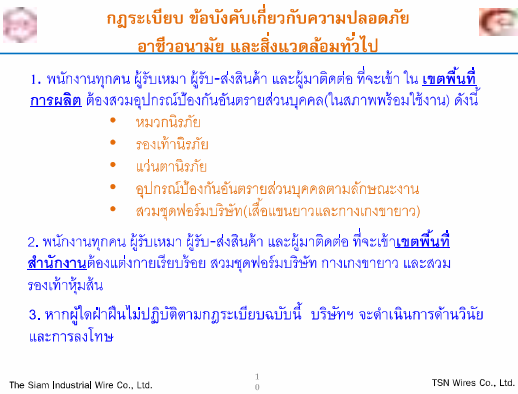 กฎระเบียบ ข้อบังคับเกี่ยวกับความปลอดภัย
อาชีวอนามัย และสิ่งแวดล้อมทั่วไป
1. พนักงานทุกคน ผู้รับเหมา ผู้รับ-ส่งสินค้า และผู้มาติดต่อ ที่จะเข้า ใน เขตพื้นที่
การผลิต ต้องสวมอุปกรณ์ป้องกันอันตรายส่วนบุคคล(ในสภาพพร้อมใช้งาน) ดังนี้
• หมวกนิรภัย
• รองเท้านิรภัย
• แว่นตานิรภัย
• อุปกรณ์ป้องกันอันตรายส่วนบุคคลตามลักษณะงาน
• สวมชุดฟอร์มบริษัท(เสื้อแขนยาวและกางเกงขายาว)
2. พนักงานทุกคน ผู้รับเหมา ผู้รับ-ส่งสินค้า และผู้มาติดต่อ ที่จะเข้าเขตพื้นที่
สำนักงานต้องแต่งกายเรียบร้อย สวมชุดฟอร์มบริษัท กางเกงขายาว และสวม
รองเท้าหุ้มส้น
3. หากผู้ใดฝ่าฝืนไม่ปฏิบัติตามกฎระเบียบฉบับนี้ บริษัทฯ จะดำเนินการด้านวินัย
และการลงโทษ
The Siam Industrial Wire Co., Ltd.
1
0
TSN Wires Co., Ltd.